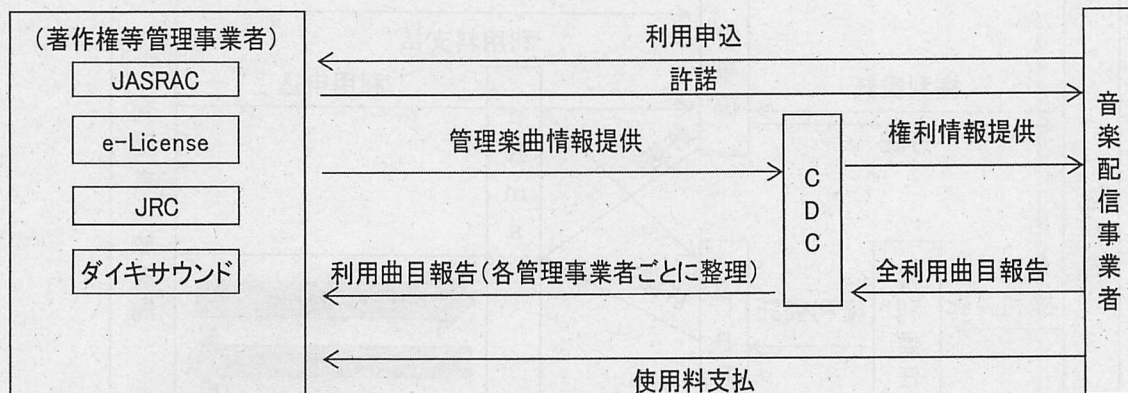 (著作権等管理事業者)
JASRAC
e-License
JRC
ダイキサウンド
利用申込
許諾
管理楽曲情報提供
CDC
権利情報提供
利用曲目報告(各管理事業者ごとに整理)
全利用曲目報告
使用料支払
音楽配信事業者